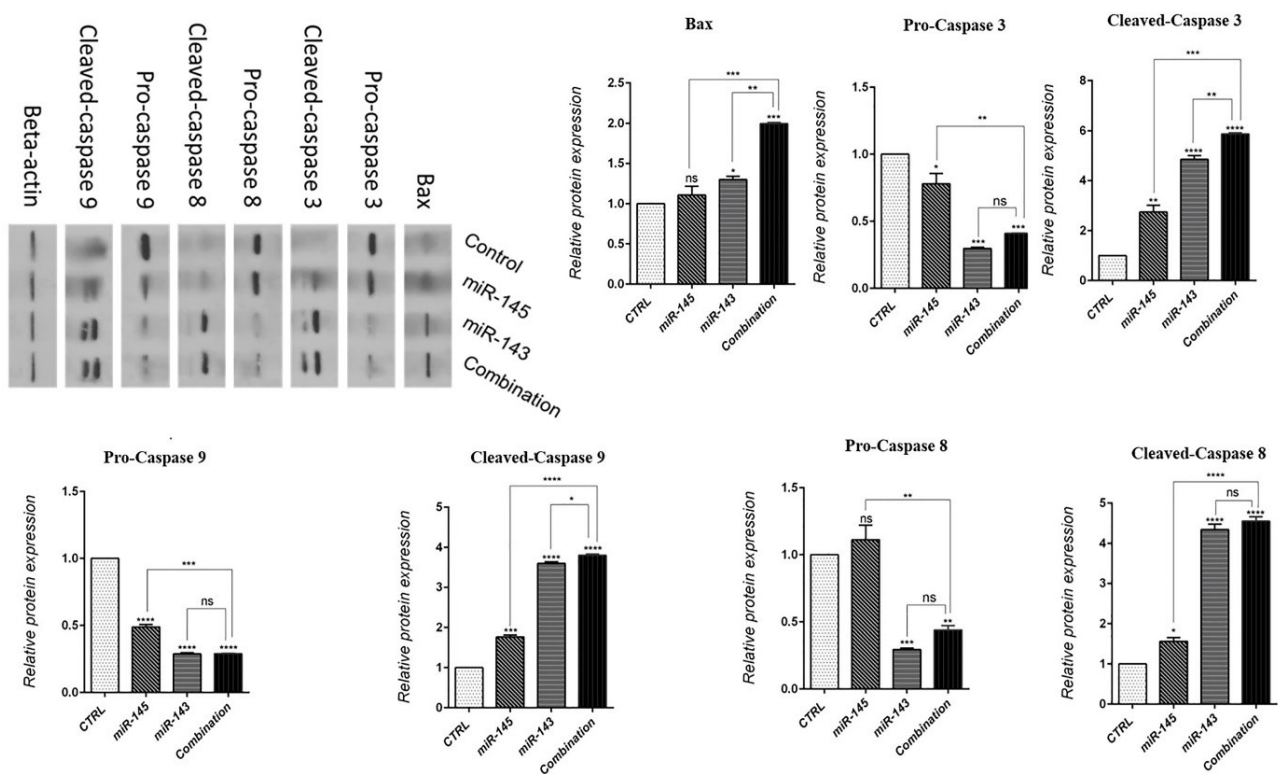 Beta-actin
Cleaved-caspase 9
Pro-caspase 9
Cleaved-caspase 8
Pro-caspase 8
Cleaved-caspase 3
Pro-caspase 3
Bax
Control
miR-145
miR-143
Combination
Bax
Relative protein expression
2.5
2.0
1.5
1.0
0.5
0.0
***
**
ns
*
***
CTRL
miR-145
miR-143
Combination
Pro-Caspase 3
Relative protein expression
1.5
1.0
0.5
0.0
**
*
ns
***
***
CTRL
miR-145
miR-143
Combination
Cleaved-Caspase 3
Relative protein expression
8
6
4
2
0
***
**
**
****
****
CTRL
miR-145
miR-143
Combination
Pro-Caspase 9
Relative protein expression
1.5
1.0
0.5
0.0
***
ns
****
****
****
CTRL
miR-145
miR-143
Combination
Cleaved-Caspase 9
Relative protein expression
5
4
3
2
1
0
****
*
***
****
****
CTRL
miR-145
miR-143
Combination
Pro-Caspase 8
Relative protein expression
1.5
1.0
0.5
0.0
**
ns
ns
***
**
CTRL
miR-145
miR-143
Combination
Cleaved-Caspase 8
Relative protein expression
5
4
3
2
1
0
****
ns
*
****
****
CTRL
miR-145
miR-143
Combination